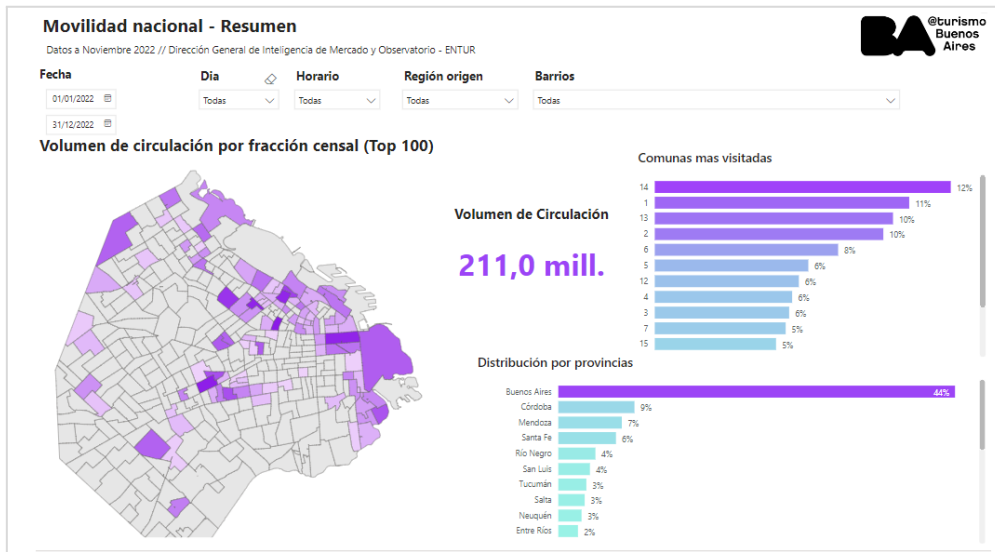 Movilidad nacional - Resumen
Datos a Noviembre 2022 // Dirección General de Inteligencia de Mercado y Observatorio - ENTUR
BA @turismo
Buenos
Aires
Fecha
01/01/2022
31/12/2022
Dia
Todas
Horario
Todas
Región origen
Todas
Barrios
Todas
Volumen de circulación por fracción censal (Top 100)
Volumen de Circulación
211,0 mill.
Comunas mas visitadas
14 12%
1 11%
13 10%
2 10%
6 8%
5 6%
12 6%
4 6%
3 6%
7 5%
15 5%
Distribución por provincias
Buenos Aires 44%
Córdoba 9%
Mendoza 7%
Santa Fe 6%
Río Negro 4%
San Luis 4%
Tucumán 3%
Salta 3%
Neuquén 3%
Entre Ríos 2%